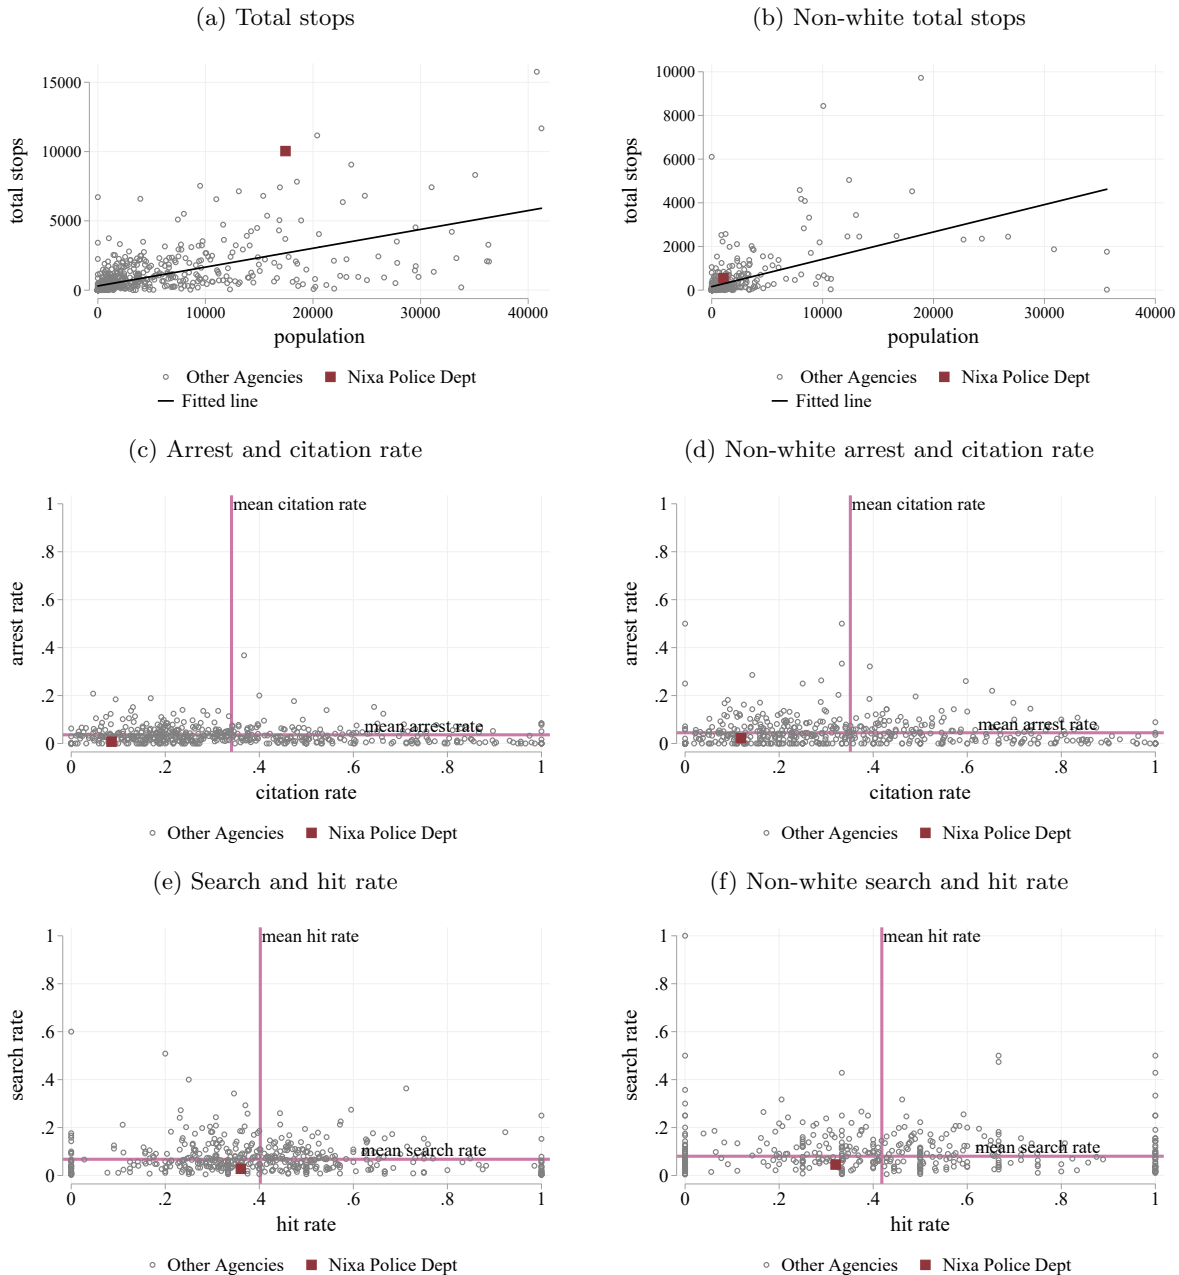 (a) Total stops
(b) Non-white total stops
total stops
15000
10000
5000
0
0 10000 20000 30000 40000
population
Other Agencies Nixa Police Dept
Fitted line
total stops
10000
8000
6000
4000
2000
0
0 10000 20000 30000 40000
population
Other Agencies Nixa Police Dept
Fitted line
(c) Arrest and citation rate
(d) Non-white arrest and citation rate
arrest rate
1
.8
.6
.4
.2
0
mean citation rate
mean arrest rate
0 .2 .4 .6 .8 1
citation rate
Other Agencies Nixa Police Dept
arrest rate
1
.8
.6
.4
.2
0
mean citation rate
mean arrest rate
0 .2 .4 .6 .8 1
citation rate
Other Agencies Nixa Police Dept
(e) Search and hit rate
(f) Non-white search and hit rate
search rate
1
.8
.6
.4
.2
0
mean hit rate
mean search rate
0 .2 .4 .6 .8 1
hit rate
Other Agencies Nixa Police Dept
search rate
1
.8
.6
.4
.2
0
mean hit rate
mean search rate
0 .2 .4 .6 .8 1
hit rate
Other Agencies Nixa Police Dept